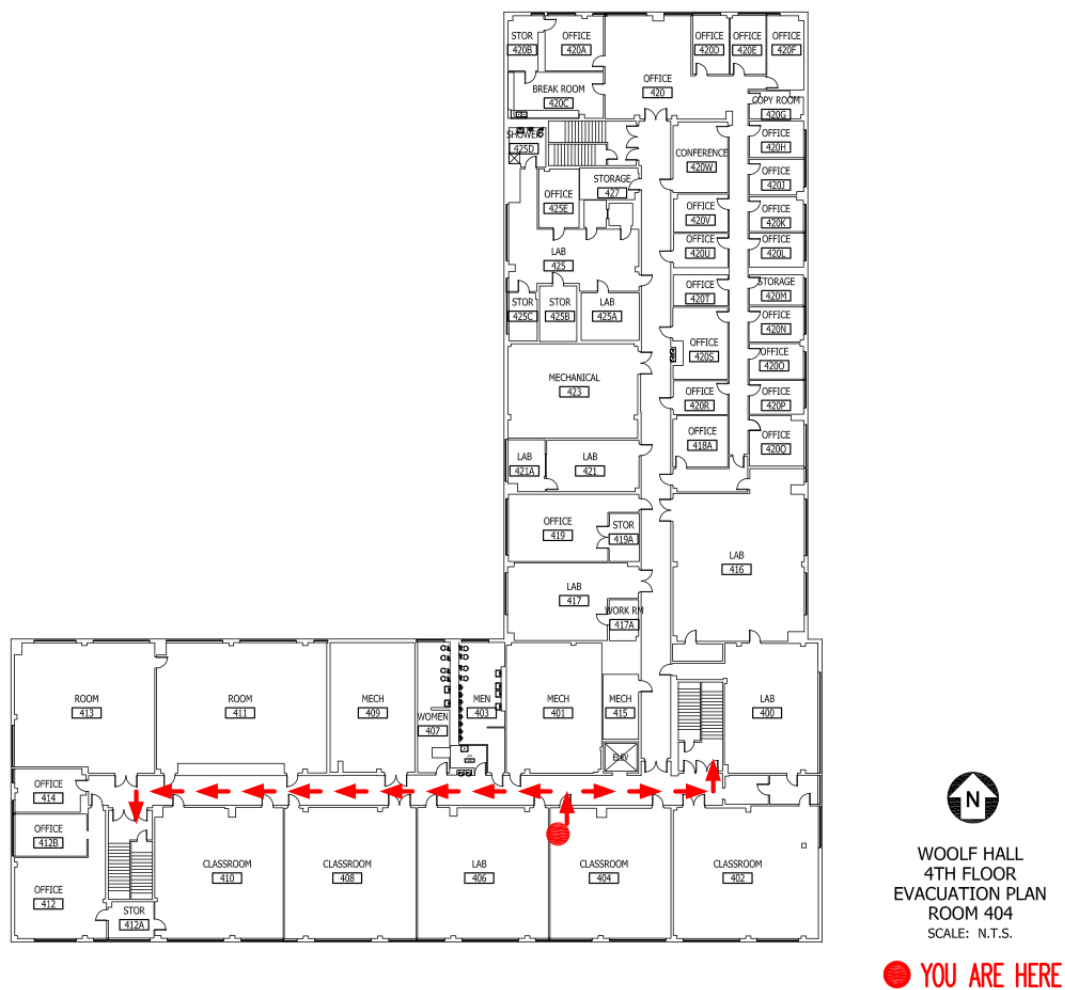 STOR
420B
OFFICE
420A
OFFICE
420D
OFFICE
420E
OFFICE
420F
OFFICE
420
BREAK ROOM
420C
COPY ROOM
420G
SHOWER
425D
OFFICE
420H
CONFERENCE
420W
STORAGE
427
OFFICE
420J
OFFICE
425E
OFFICE
420V
OFFICE
420K
OFFICE
420U
OFFICE
420L
LAB
425
OFFICE
420T
STORAGE
420M
STOR
425C
STOR
425B
LAB
425A
OFFICE
420N
OFFICE
420S
OFFICE
420O
MECHANICAL
423
OFFICE
420R
OFFICE
420P
OFFICE
418A
OFFICE
420Q
LAB
421A
LAB
421
OFFICE
419
STOR
419A
LAB
416
LAB
417
WORK RM
417A
ROOM
413
ROOM
411
MECH
409
WOMEN
407
MEN
403
MECH
401
MECH
415
LAB
400
ELEV
OFFICE
414
OFFICE
412B
OFFICE
412
STOR
412A
CLASSROOM
410
CLASSROOM
408
LAB
406
CLASSROOM
404
CLASSROOM
402
N
WOOLF HALL
4TH FLOOR
EVACUATION PLAN
ROOM 404
SCALE: N.T.S.
YOU ARE HERE